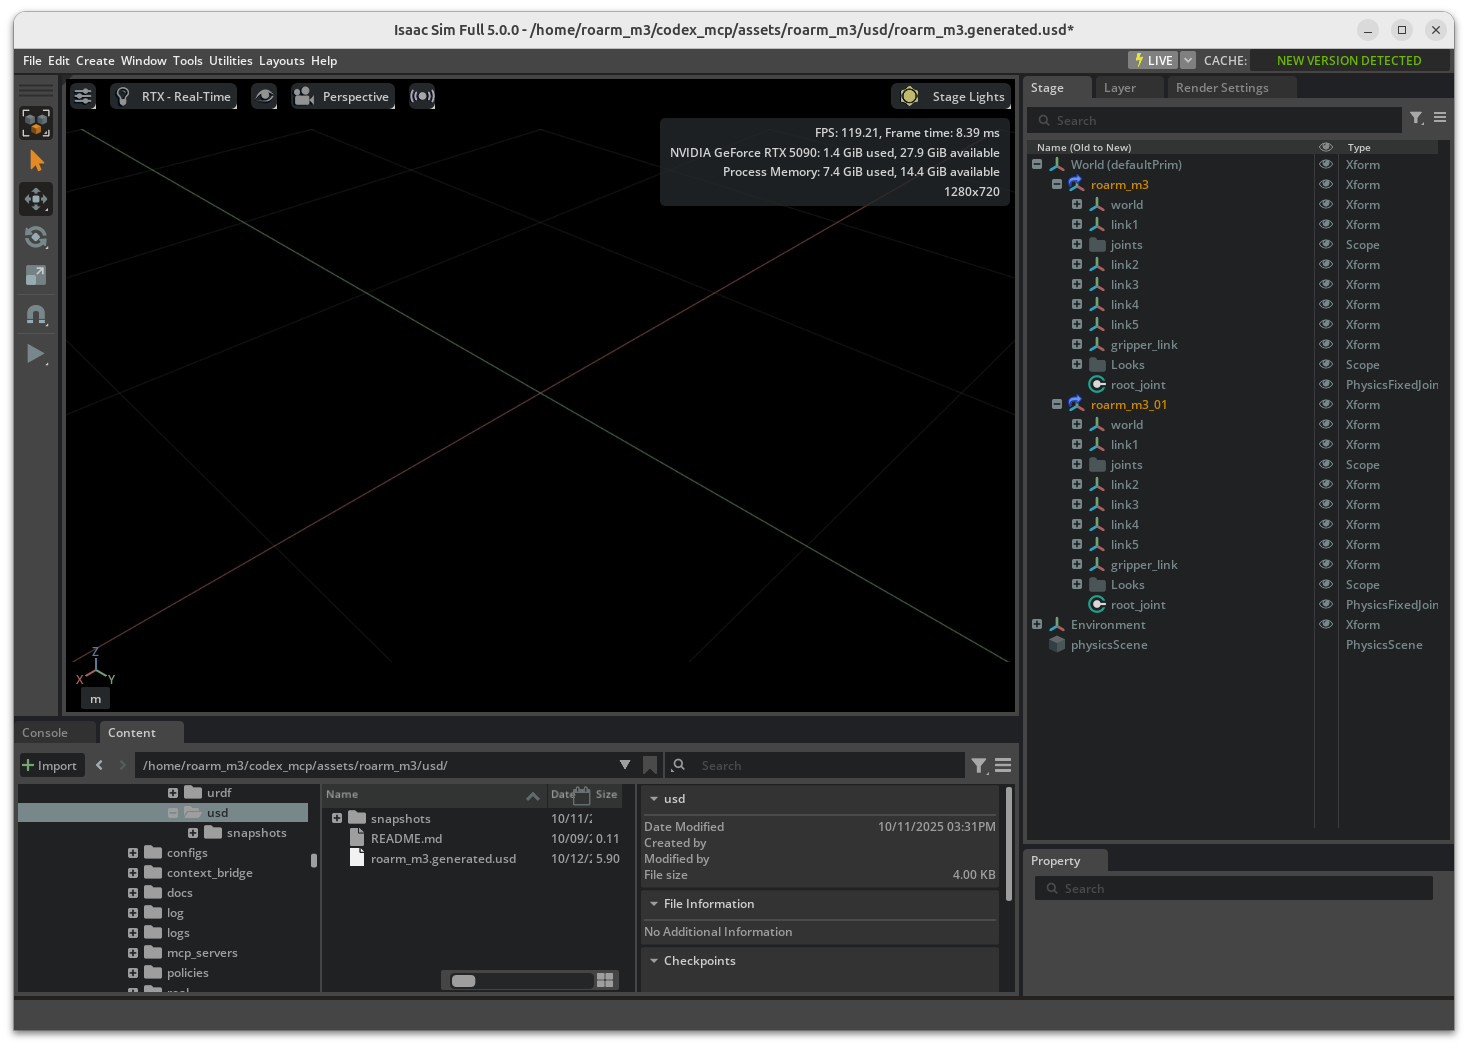 Isaac Sim Full 5.0.0 - /home/roarm_m3/codex_mcp/assets/roarm_m3/usd/roarm_m3.generated.usd*
File Edit Create Window Tools Utilities Layouts Help
LIVE CACHE: NEW VERSION DETECTED
RTX - Real-Time Perspective Stage Lights
FPS: 119.21, Frame time: 8.39 ms
NVIDIA GeForce RTX 5090: 1.4 GiB used, 27.9 GiB available
Process Memory: 7.4 GiB used, 14.4 GiB available
1280x720
Z
X Y
m
Stage Layer Render Settings
Search
Name (Old to New) Type
World (defaultPrim) Xform
roarm_m3 Xform
world Xform
link1 Xform
joints Scope
link2 Xform
link3 Xform
link4 Xform
link5 Xform
gripper_link Xform
Looks Scope
root_joint PhysicsFixedJoin
roarm_m3_01 Xform
world Xform
link1 Xform
joints Scope
link2 Xform
link3 Xform
link4 Xform
link5 Xform
gripper_link Xform
Looks Scope
root_joint PhysicsFixedJoin
Environment Xform
physicsScene PhysicsScene
Console Content
Import /home/roarm_m3/codex_mcp/assets/roarm_m3/usd/ Search
urdf
usd
snapshots
configs
context_bridge
docs
log
logs
mcp_servers
policies
Name Date Size
snapshots 10/11/
README.md 10/09/ 0.11
roarm_m3.generated.usd 10/12/ 5.90
usd
Date Modified 10/11/2025 03:31PM
Created by
Modified by
File size 4.00 KB
File Information
No Additional Information
Checkpoints
Property
Search